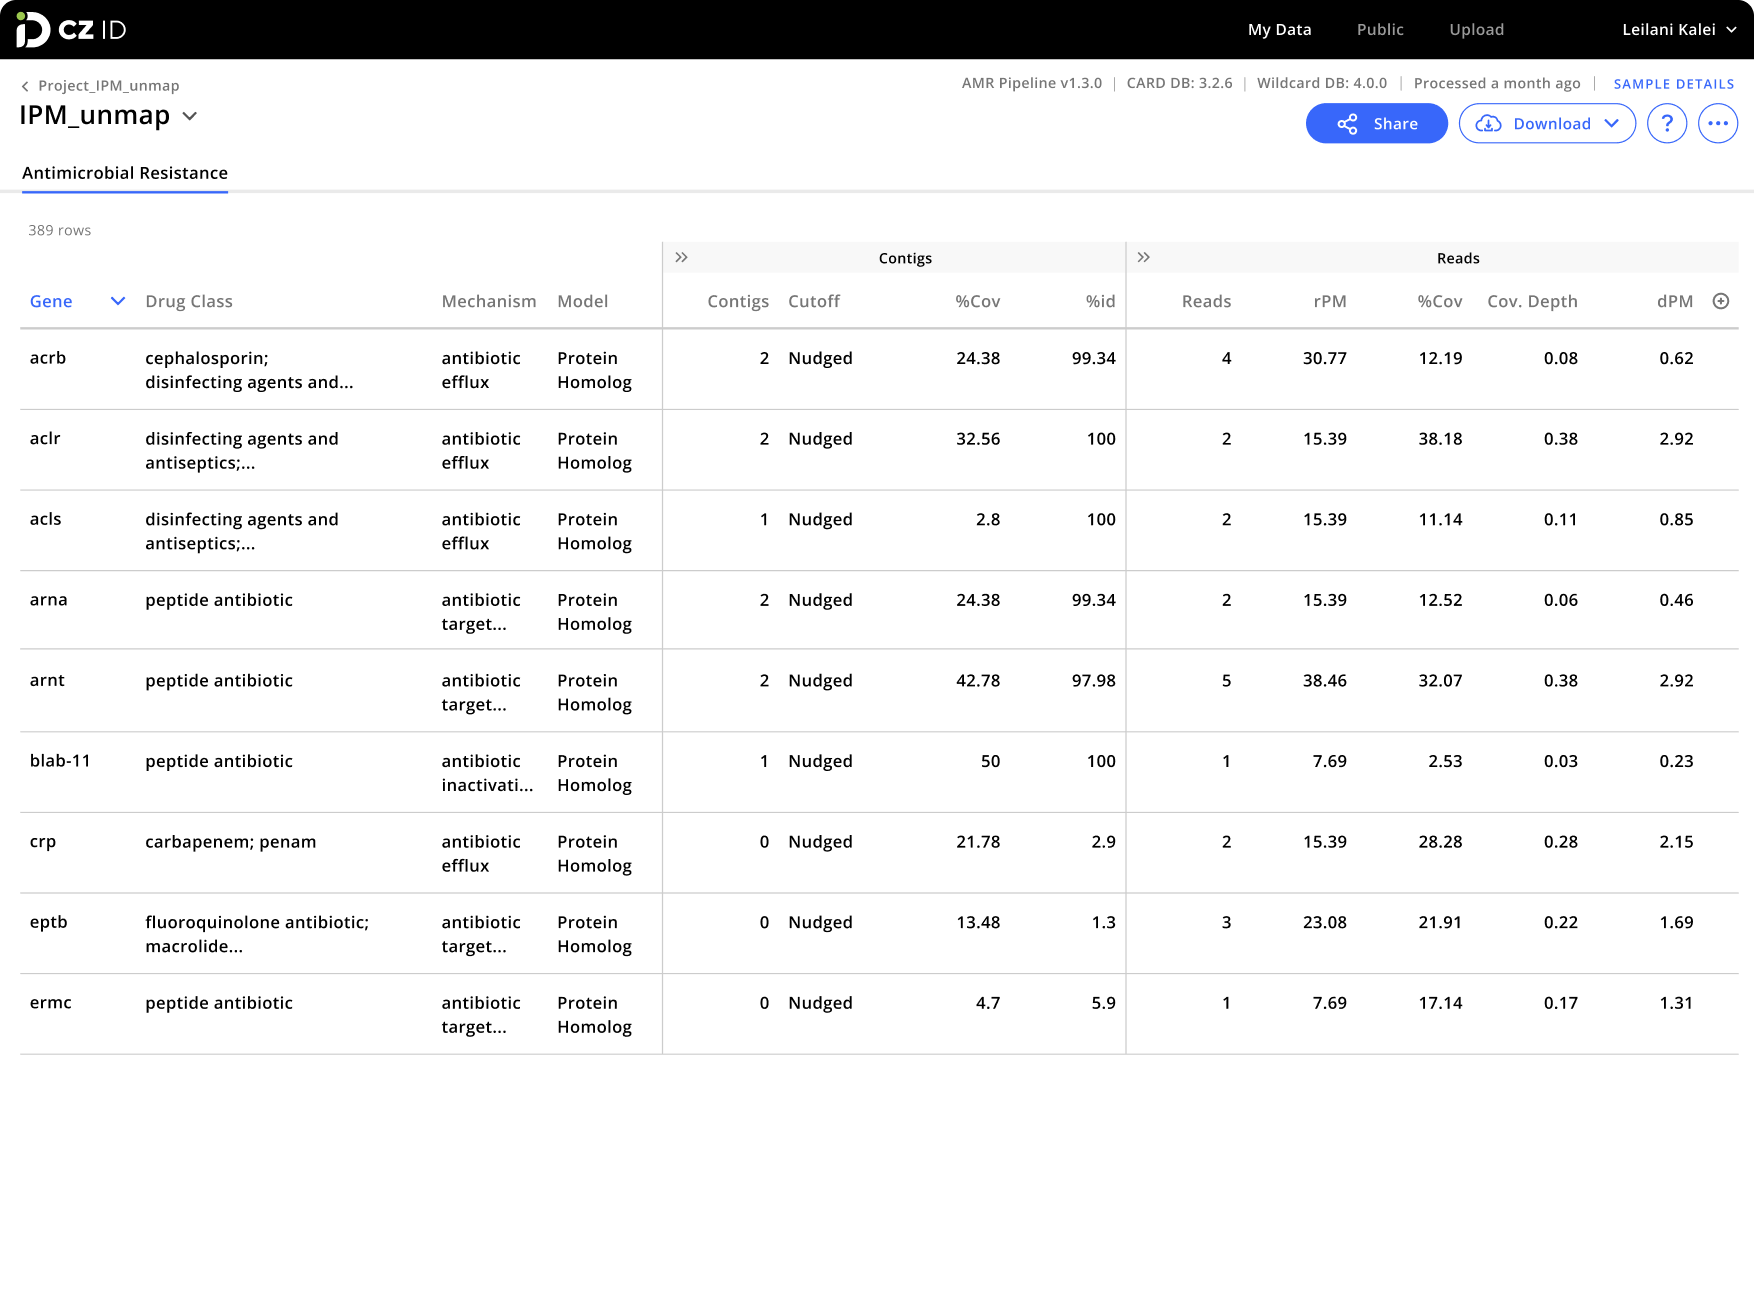 CZ ID My Data Public Upload Leilani Kalei
Project_IPM_unmap AMR Pipeline v1.3.0 | CARD DB: 3.2.6 | Wildcard DB: 4.0.0 | Processed a month ago | SAMPLE DETAILS
IPM_unmap Share Download ? ...
Antimicrobial Resistance
389 rows
Contigs Reads
Gene Drug Class Mechanism Model Contigs Cutoff %Cov %id Reads rPM %Cov Cov. Depth dPM
acrb cephalosporin; antibiotic Protein 2 Nudged 24.38 99.34 4 30.77 12.19 0.08 0.62
disinfecting agents and... efflux Homolog
aclr disinfecting agents and antibiotic Protein 2 Nudged 32.56 100 2 15.39 38.18 0.38 2.92
antiseptics;... efflux Homolog
acls disinfecting agents and antibiotic Protein 1 Nudged 2.8 100 2 15.39 11.14 0.11 0.85
antiseptics;... efflux Homolog
arna peptide antibiotic antibiotic Protein 2 Nudged 24.38 99.34 2 15.39 12.52 0.06 0.46
target... Homolog
arnt peptide antibiotic antibiotic Protein 2 Nudged 42.78 97.98 5 38.46 32.07 0.38 2.92
target... Homolog
blab-11 peptide antibiotic antibiotic Protein 1 Nudged 50 100 1 7.69 2.53 0.03 0.23
inactivati... Homolog
crp carbapenem; penam antibiotic Protein 0 Nudged 21.78 2.9 2 15.39 28.28 0.28 2.15
efflux Homolog
eptb fluoroquinolone antibiotic; antibiotic Protein 0 Nudged 13.48 1.3 3 23.08 21.91 0.22 1.69
macrolide... target... Homolog
ermc peptide antibiotic antibiotic Protein 0 Nudged 4.7 5.9 1 7.69 17.14 0.17 1.31
target... Homolog